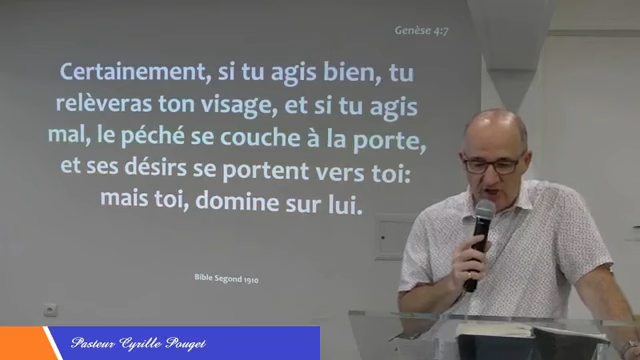 Genèse 4:7
Certainement, si tu agis bien, tu
relèveras ton visage, et si tu agis
mal, le péché se couche à la porte,
et ses désirs se portent vers toi:
mais toi, domine sur lui.
Bible Segond 1910
Pasteur Cyrille Pouget